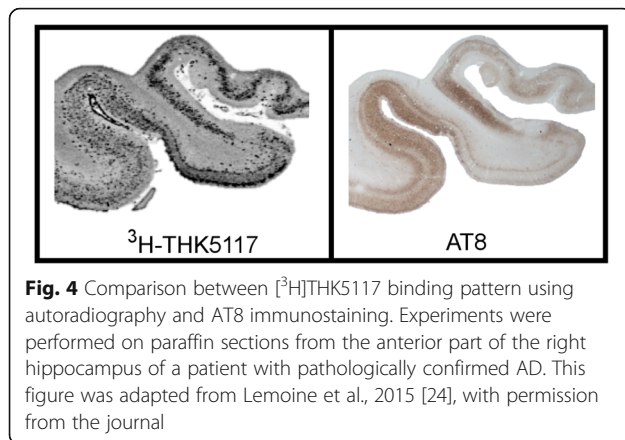 ³H-THK5117
AT8
Fig. 4 Comparison between [³H]THK5117 binding pattern using
autoradiography and AT8 immunostaining. Experiments were
performed on paraffin sections from the anterior part of the right
hippocampus of a patient with pathologically confirmed AD. This
figure was adapted from Lemoine et al., 2015 [24], with permission
from the journal